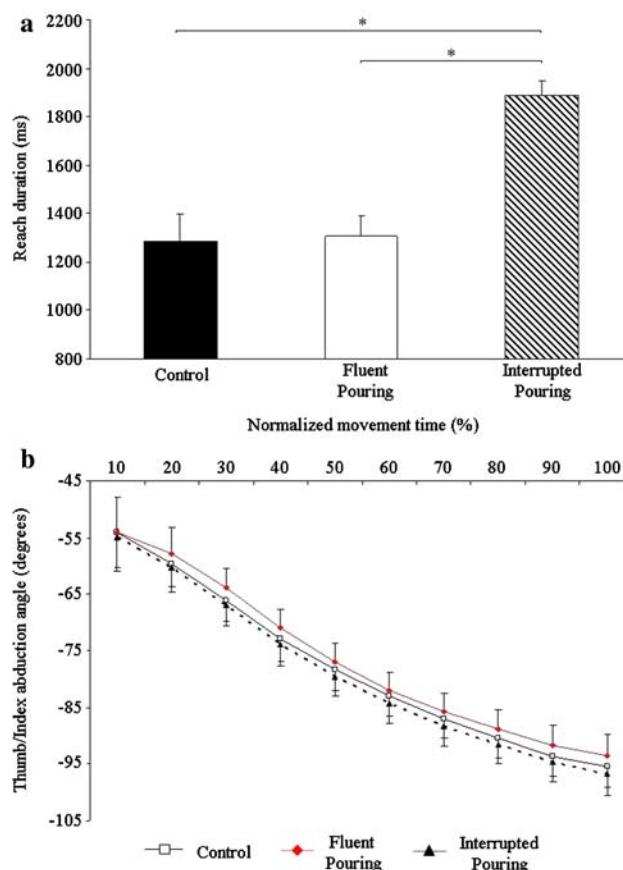 a
*
*
Reach duration (ms)
2200
2000
1800
1600
1400
1200
1000
800
Control
Fluent
Pouring
Interrupted
Pouring
Normalized movement time (%)
b
10 20 30 40 50 60 70 80 90 100
Thumb/Index abduction angle (degrees)
-45
-55
-65
-75
-85
-95
-105
Control
Fluent
Pouring
Interrupted
Pouring